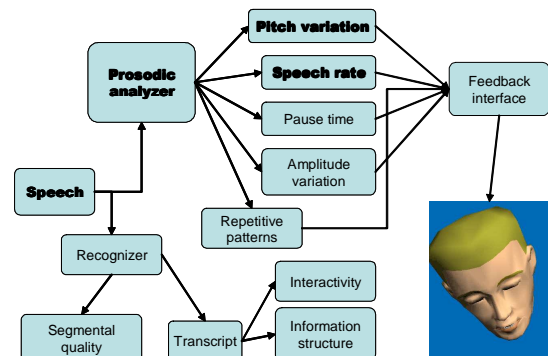 Pitch variation
Prosodic
analyzer
Speech rate
Feedback
interface
Pause time
Amplitude
variation
Speech
Repetitive
patterns
Recognizer
Interactivity
Segmental
quality
Transcript
Information
structure